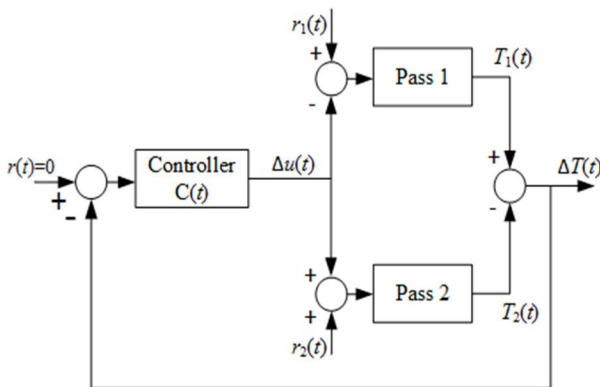 r₁(t)
+
-
Pass 1
T₁(t)
r(t)=0
+
-
Controller
C(t)
Δu(t)
+
-
ΔT(t)
+
+
Pass 2
T₂(t)
r₂(t)